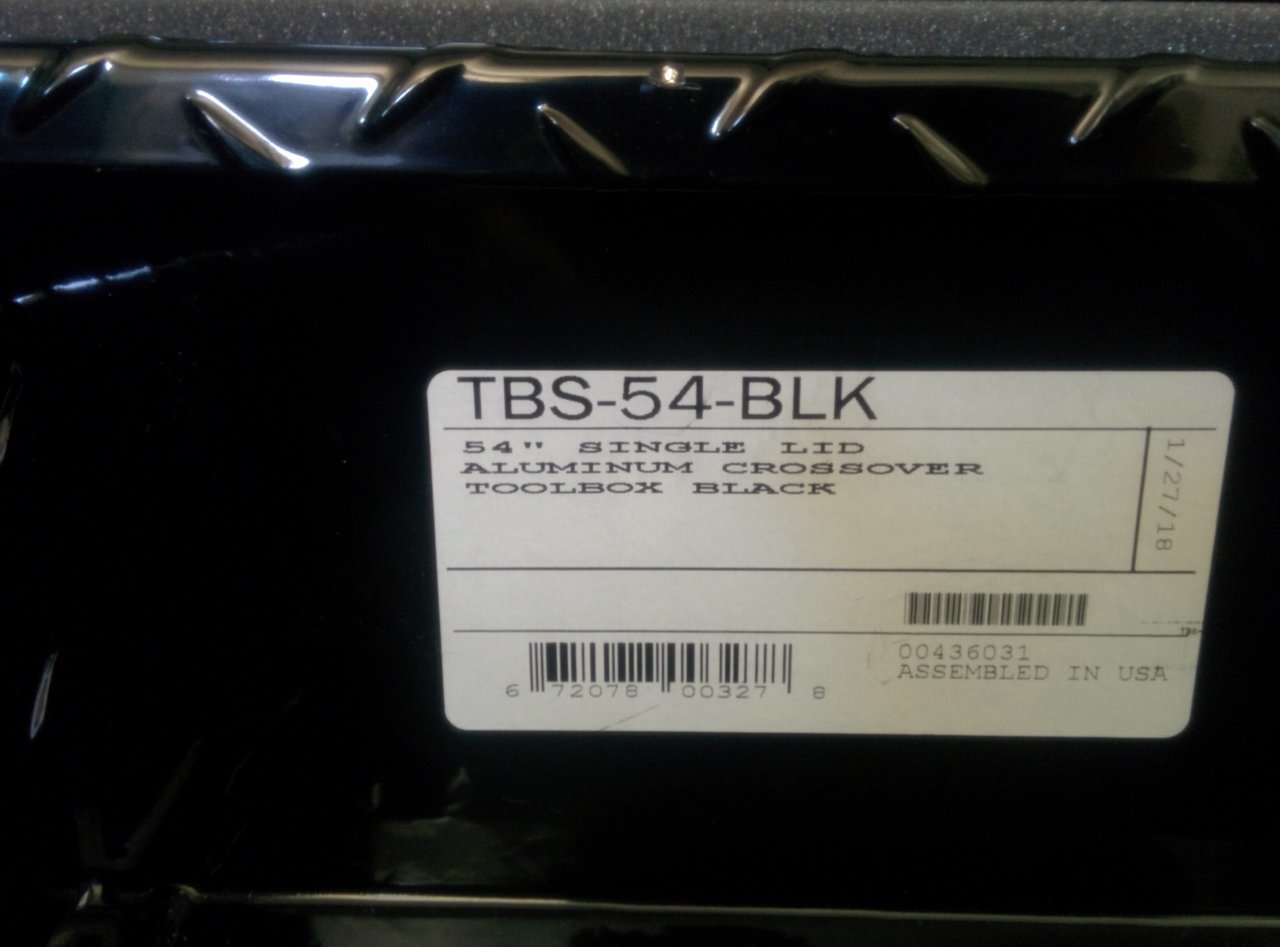 TBS-54-BLK
54" SINGLE LID
ALUMINUM CROSSOVER
TOOLBOX BLACK
1/27/18
6 72078 00327 8
00436031
ASSEMBLED IN USA